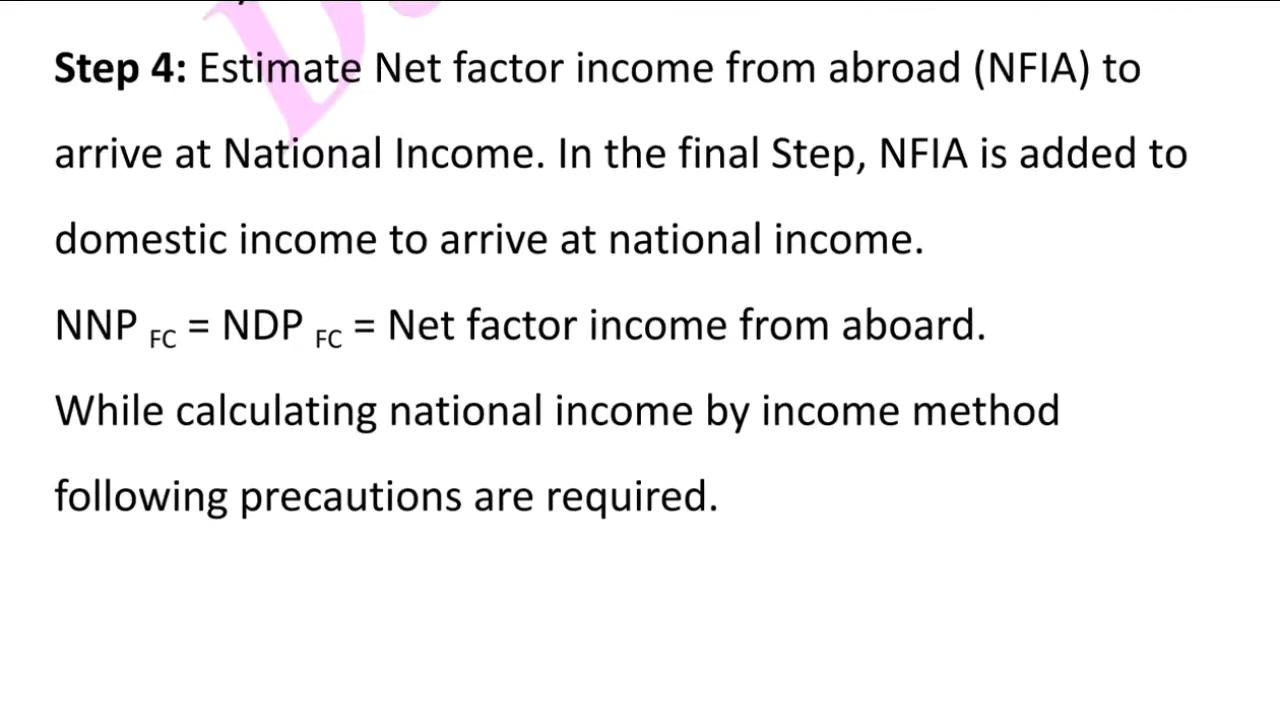 Step 4: Estimate Net factor income from abroad (NFIA) to
arrive at National Income. In the final Step, NFIA is added to
domestic income to arrive at national income.
NNP FC = NDP FC = Net factor income from aboard.
While calculating national income by income method
following precautions are required.